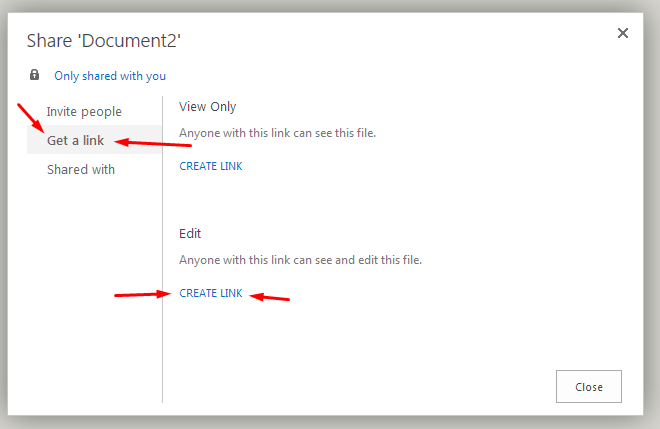 Share 'Document2'
Only shared with you
Invite people
Get a link
Shared with
View Only
Anyone with this link can see this file.
CREATE LINK
Edit
Anyone with this link can see and edit this file.
CREATE LINK
Close